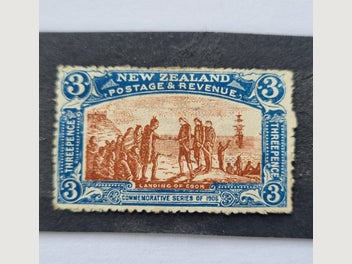 3 NEW ZEALAND 3
POSTAGE & REVENUE
THREEPENCE THREEPENCE
LANDING OF COOK
3 COMMEMORATIVE SERIES OF 1906 3